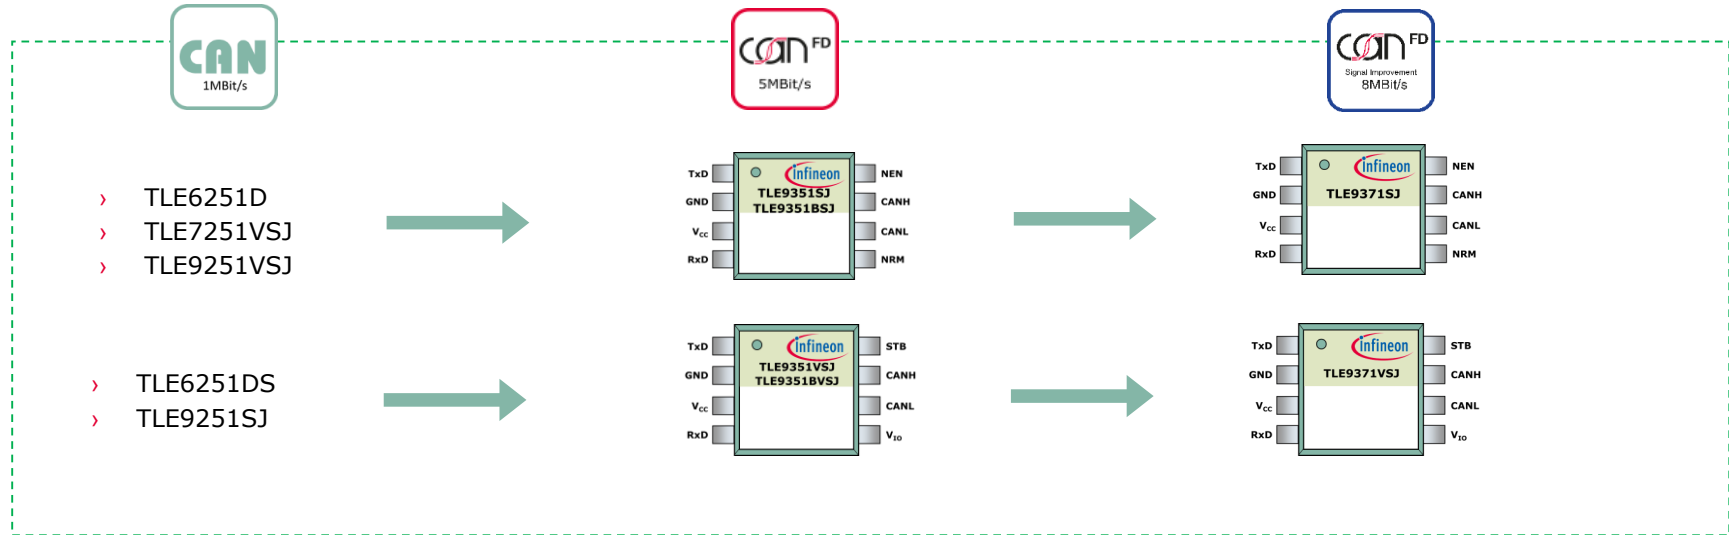 CAN
1MBit/s
CAN FD
5MBit/s
CAN FD
Signal Improvement
8MBit/s
› TLE6251D
› TLE7251VSJ
› TLE9251VSJ
TxD
GND
Vcc
RxD
infineon
TLE9351SJ
TLE9351BSJ
NEN
CANH
CANL
NRM
TxD
GND
Vcc
RxD
infineon
TLE9371SJ
NEN
CANH
CANL
NRM
› TLE6251DS
› TLE9251SJ
TxD
GND
Vcc
RxD
infineon
TLE9351VSJ
TLE9351BVSJ
STB
CANH
CANL
VIO
TxD
GND
Vcc
RxD
infineon
TLE9371VSJ
STB
CANH
CANL
VIO